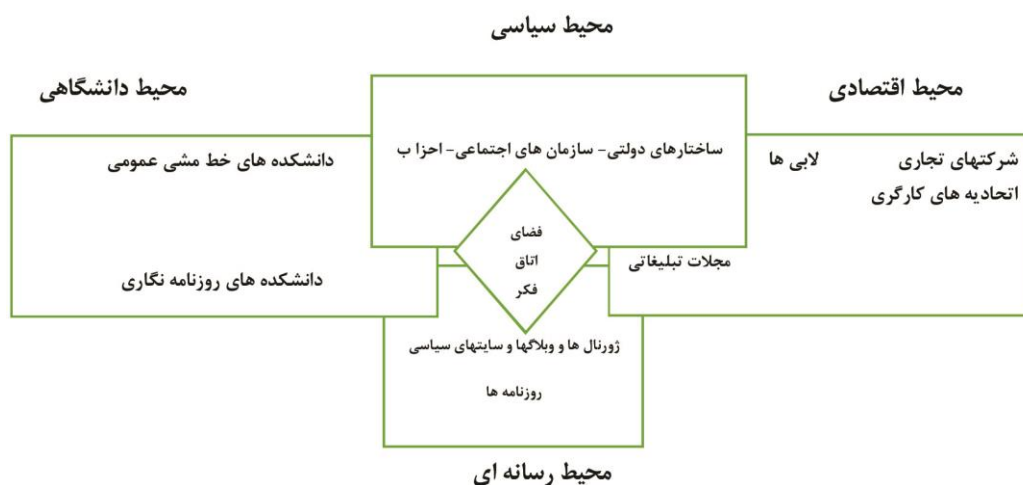 محیط سیاسی
محیط اقتصادی
محیط دانشگاهی
ساختارهای دولتی- سازمان های اجتماعی- احزا ب
شرکتهای تجاری لابی ها
اتحادیه های کارگری
مجلات تبلیغاتی
دانشکده های خط مشی عمومی
دانشکده های روزنامه نگاری
فضای
اتاق
فکر
ژورنال ها و وبلاگها و سایتهای سیاسی
روزنامه ها
محیط رسانه ای